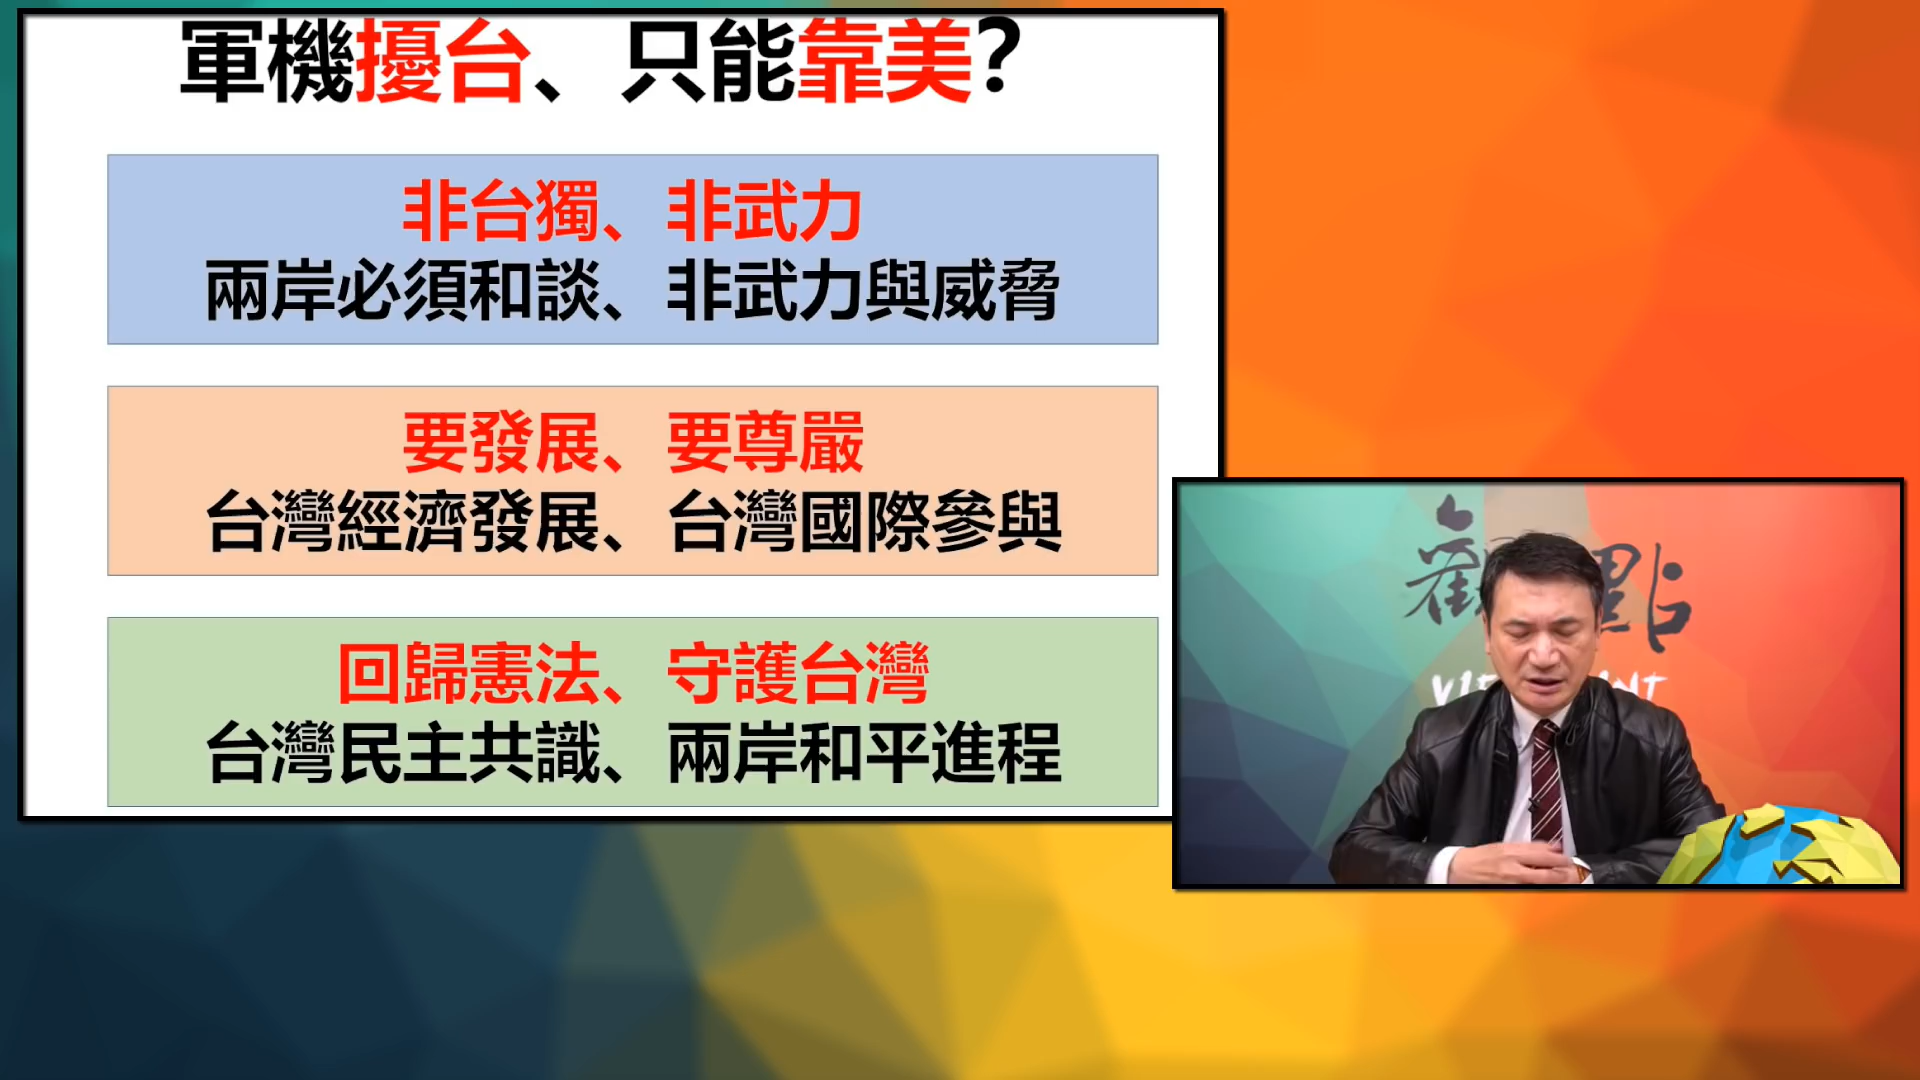 軍機擾台、只能靠美?
非台獨、非武力
兩岸必須和談、非武力與威脅
要發展、要尊嚴
台灣經濟發展、台灣國際參與
回歸憲法、守護台灣
台灣民主共識、兩岸和平進程
觀點